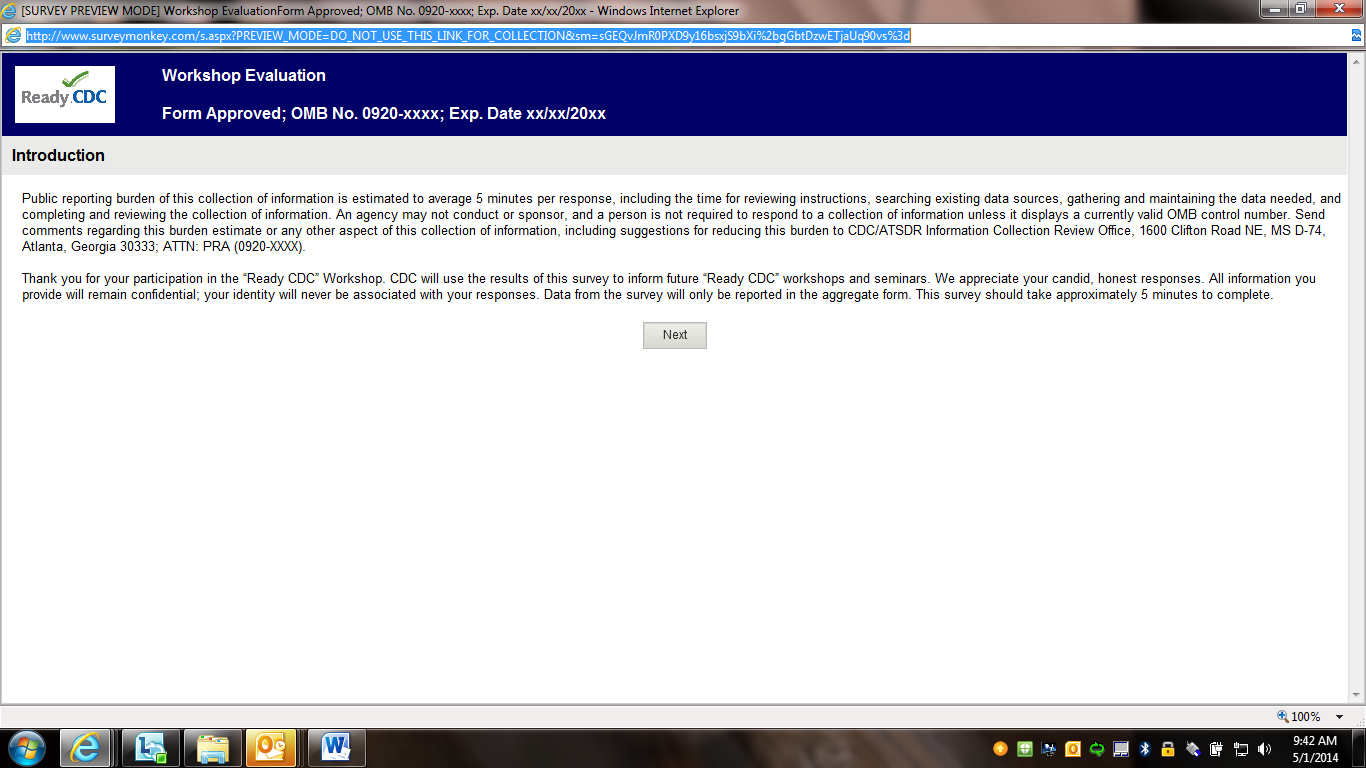 [SURVEY PREVIEW MODE] Workshop EvaluationForm Approved; OMB No. 0920-xxxx; Exp. Date xx/xx/20xx - Windows Internet Explorer
http://www.surveymonkey.com/s.aspx?PREVIEW_MODE=DO_NOT_USE_THIS_LINK_FOR_COLLECTION&sm=sGEQvJmR0PXD9y16bsxjS9bXi%2bgGbtDzwETjaUq90vs%3d
Ready CDC
Workshop Evaluation
Form Approved; OMB No. 0920-xxxx; Exp. Date xx/xx/20xx
Introduction
Public reporting burden of this collection of information is estimated to average 5 minutes per response, including the time for reviewing instructions, searching existing data sources, gathering and maintaining the data needed, and
completing and reviewing the collection of information. An agency may not conduct or sponsor, and a person is not required to respond to a collection of information unless it displays a currently valid OMB control number. Send
comments regarding this burden estimate or any other aspect of this collection of information, including suggestions for reducing this burden to CDC/ATSDR Information Collection Review Office, 1600 Clifton Road NE, MS D-74,
Atlanta, Georgia 30333; ATTN: PRA (0920-XXXX).
Thank you for your participation in the “Ready CDC” Workshop. CDC will use the results of this survey to inform future “Ready CDC” workshops and seminars. We appreciate your candid, honest responses. All information you
provide will remain confidential; your identity will never be associated with your responses. Data from the survey will only be reported in the aggregate form. This survey should take approximately 5 minutes to complete.
Next
100%
9:42 AM
5/1/2014